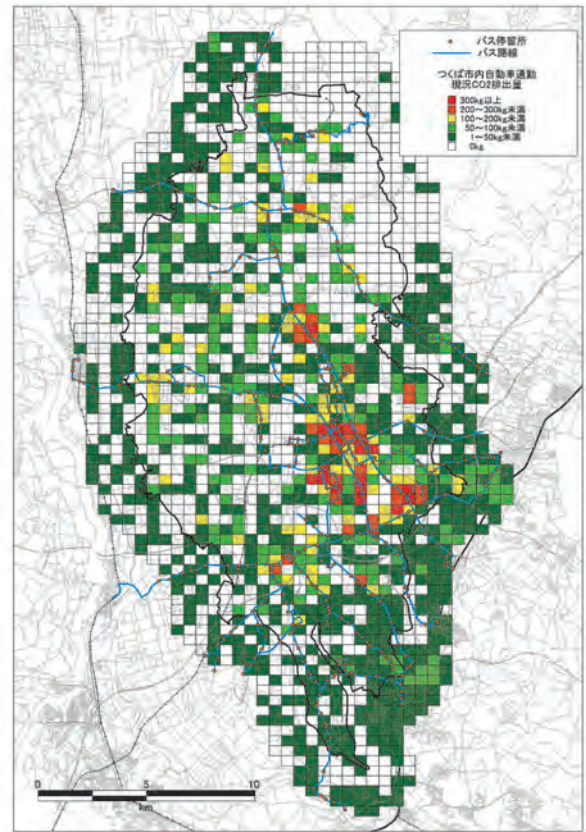 バス停留所
バス路線
つくば市内自動車通勤
現況CO2排出量
300kg以上
200～300kg未満
100～200kg未満
50～100kg未満
1～50kg未満
0kg
0 5 10
km